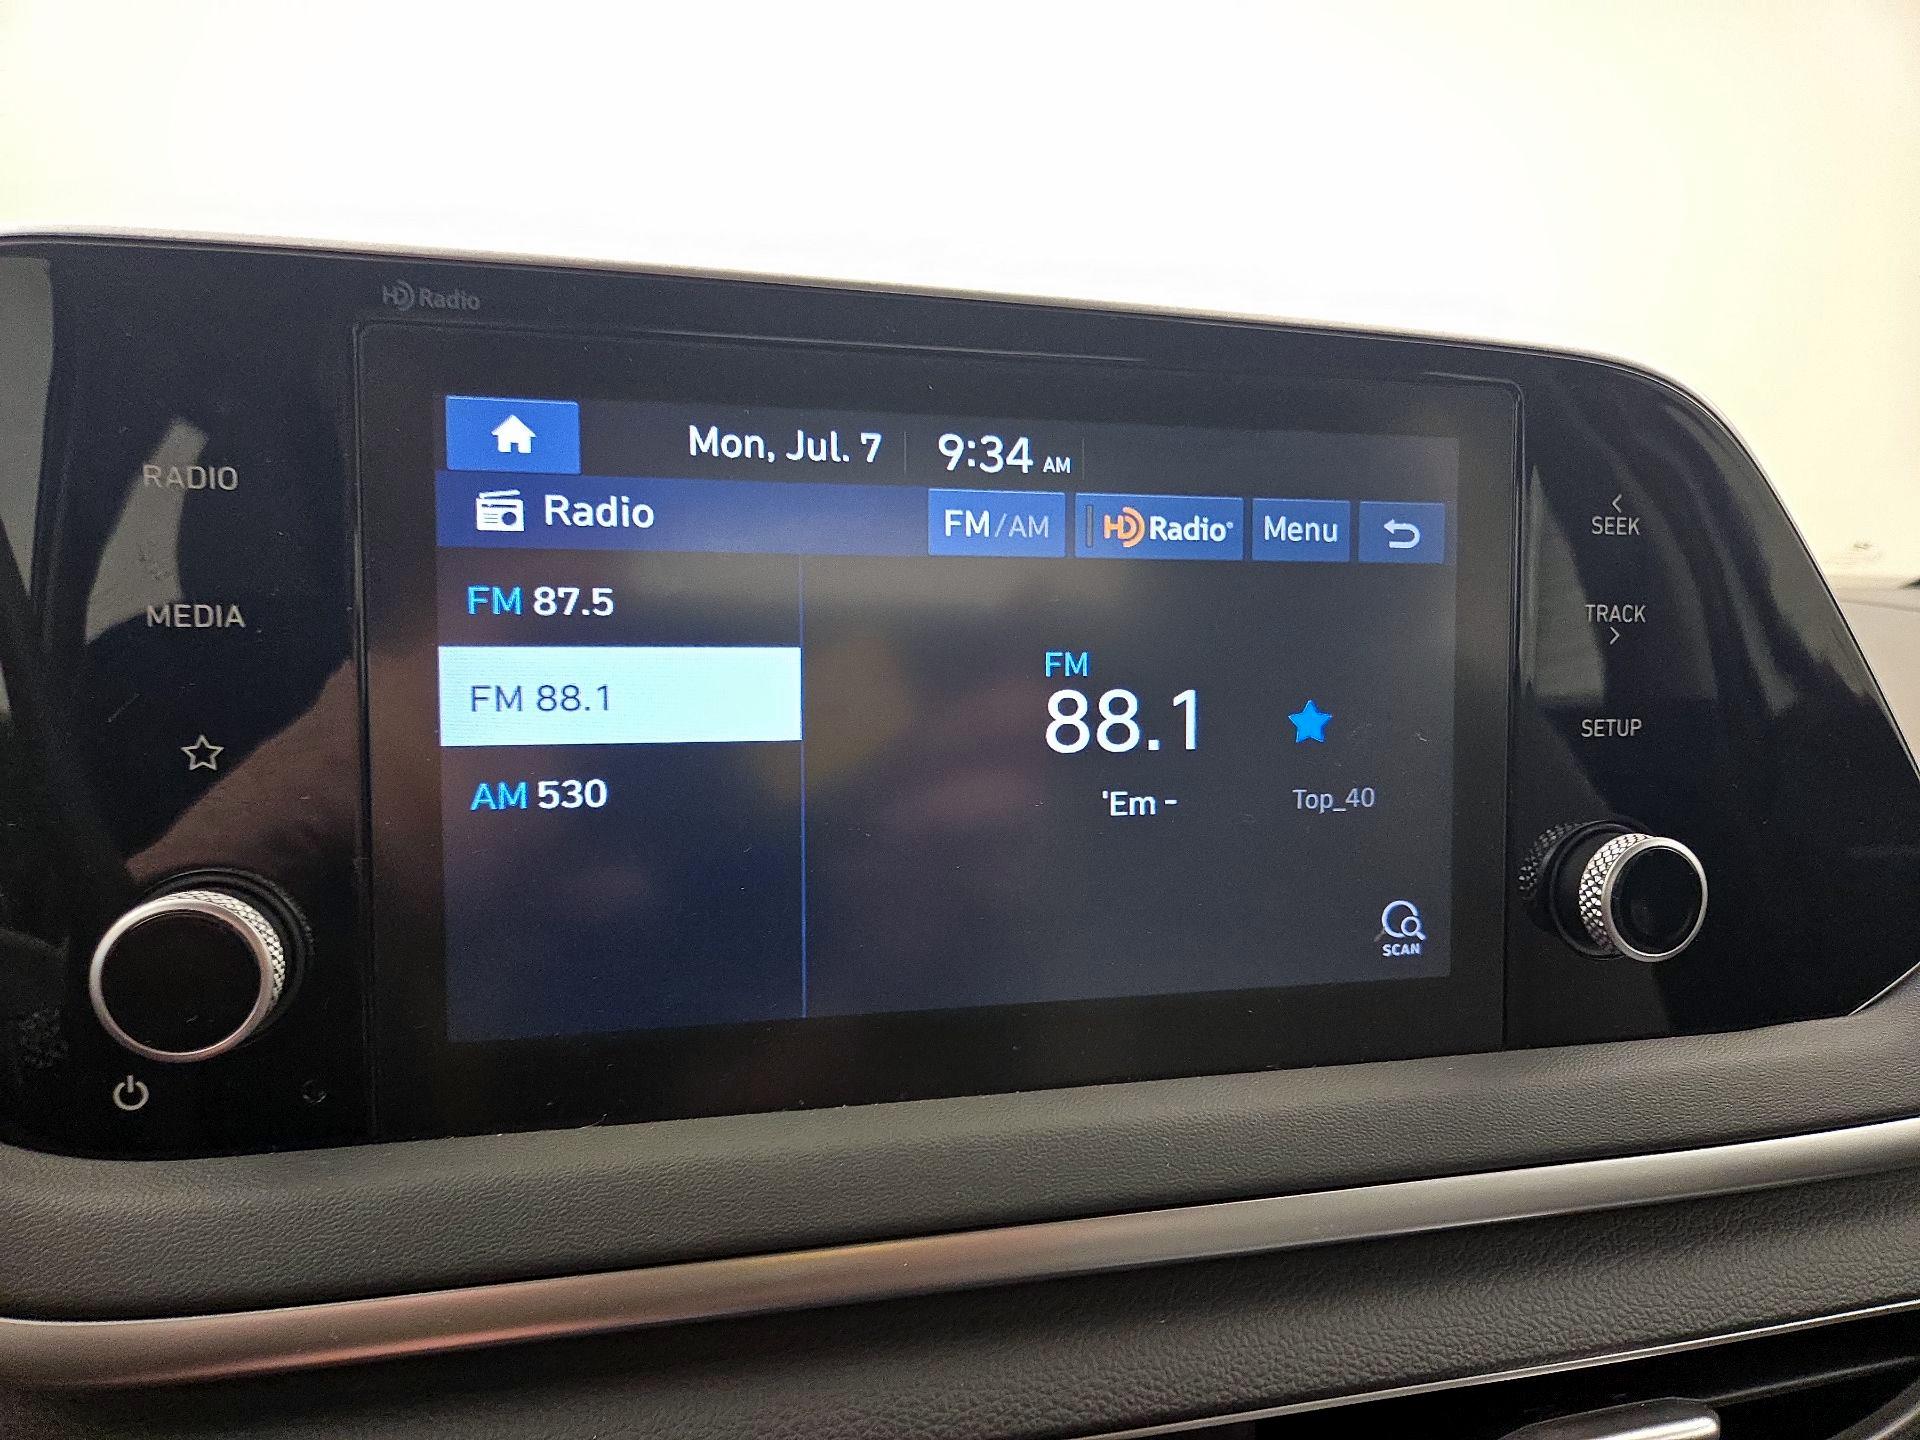 HD Radio
Mon, Jul. 7 9:34 AM
Radio FM/AM HD Radio® Menu
FM 87.5
FM 88.1
AM 530
FM
88.1
'Em -
Top_40
SCAN
RADIO
MEDIA
SEEK
TRACK
SETUP